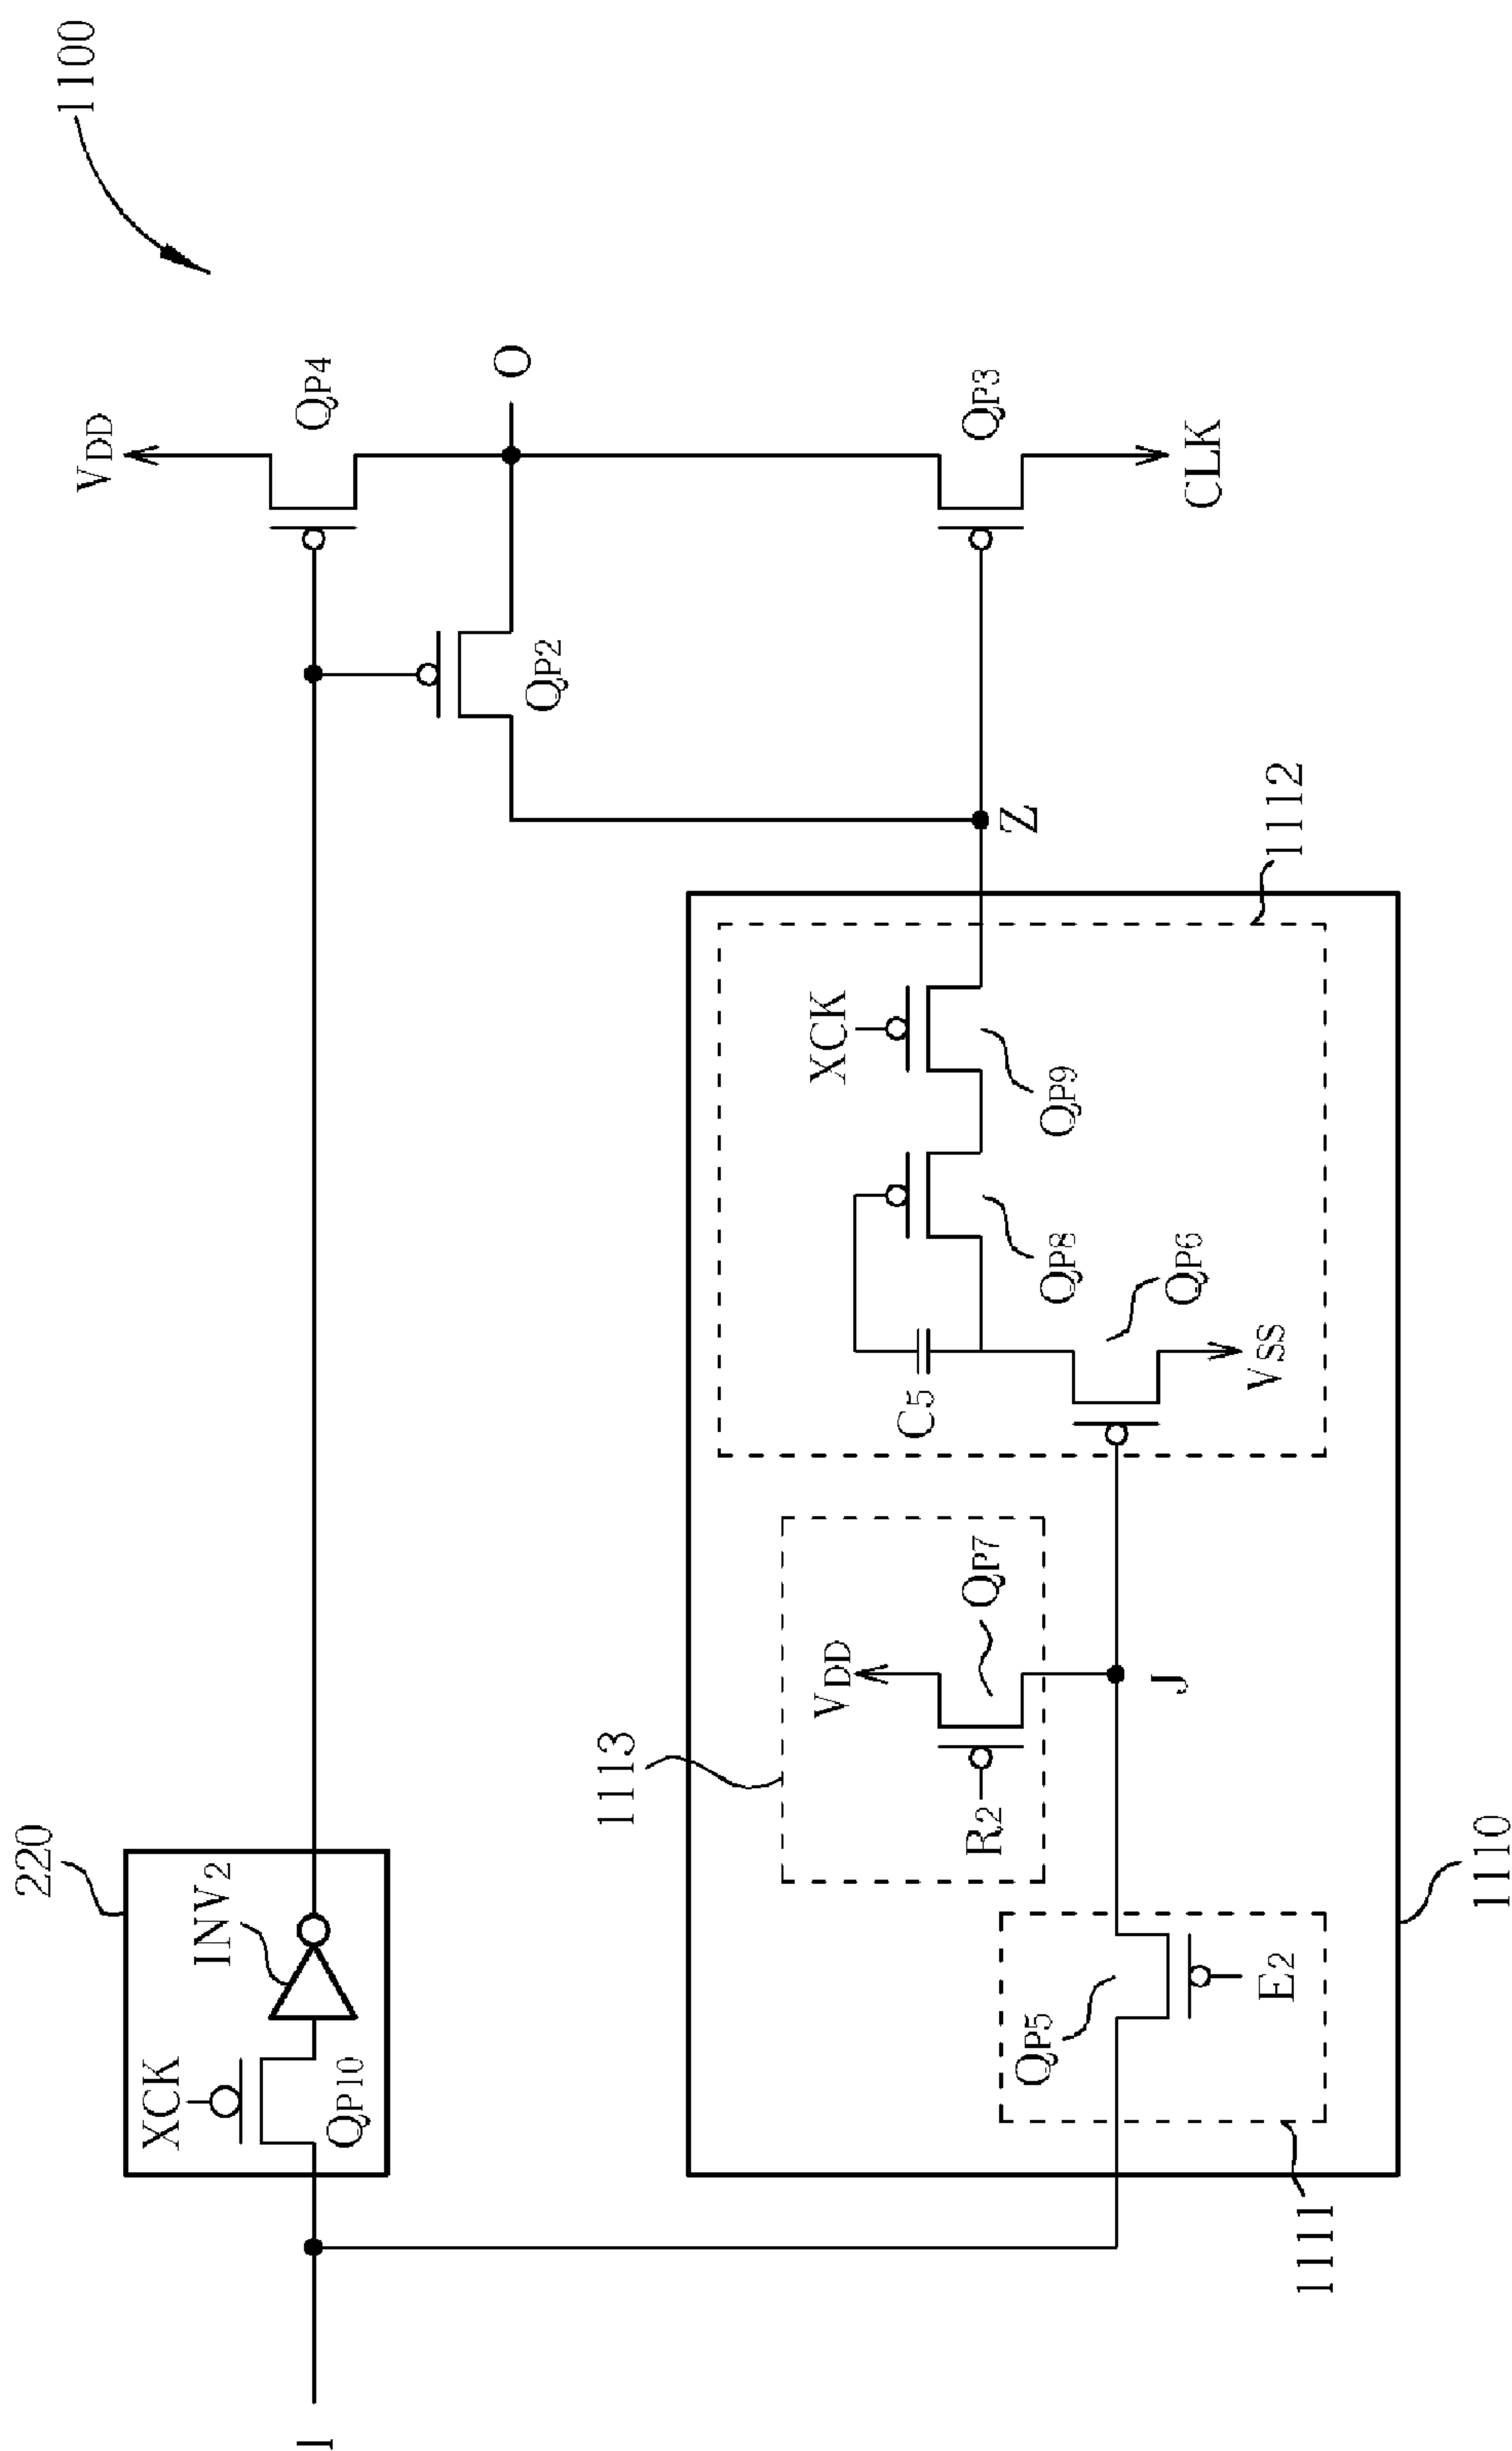 1100
220
XCK
INV2
QP10
I
VDD
QP4
O
QP2
QP3
CLK
Z
1110
1111
QP5
E2
1113
R2
VDD
QP7
J
1112
C5
QP8
XCK
QP9
QP6
VSS